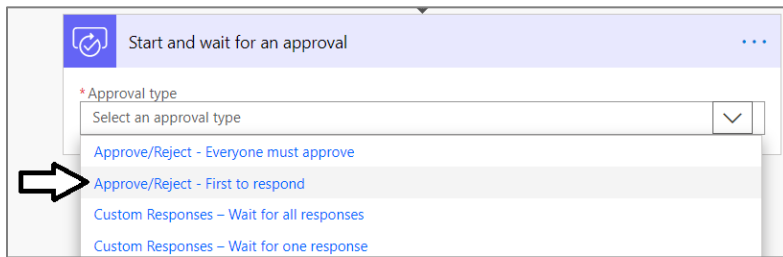 Start and wait for an approval
...
* Approval type
Select an approval type
Approve/Reject - Everyone must approve
Approve/Reject - First to respond
Custom Responses – Wait for all responses
Custom Responses – Wait for one response